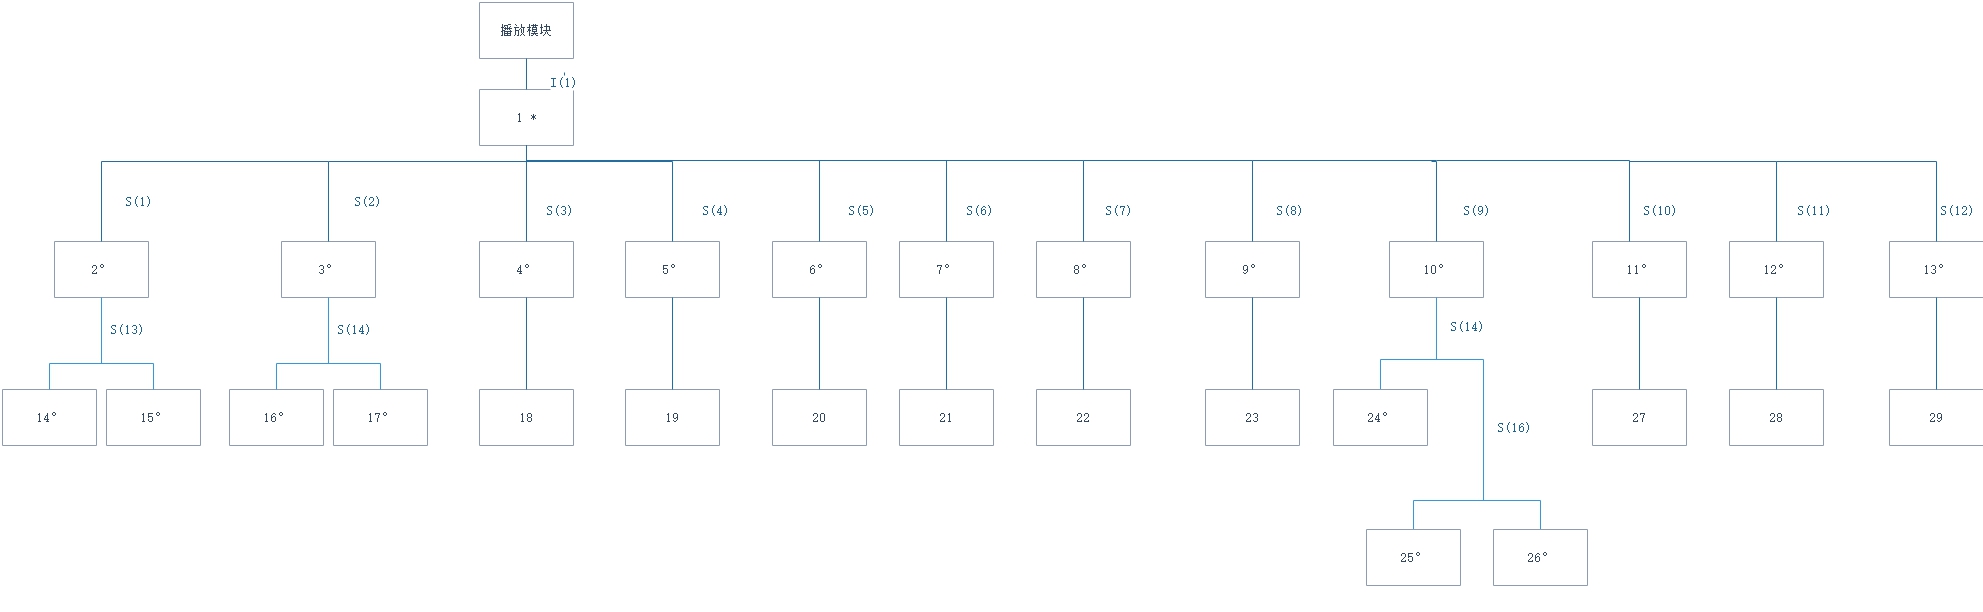 播放模块
I(1)
1 *
S(1)
S(2)
S(3)
S(4)
S(5)
S(6)
S(7)
S(8)
S(9)
S(10)
S(11)
S(12)
2°
3°
4°
5°
6°
7°
8°
9°
10°
11°
12°
13°
S(13)
S(14)
S(14)
14°
15°
16°
17°
18
19
20
21
22
23
24°
27
28
29
S(16)
25°
26°